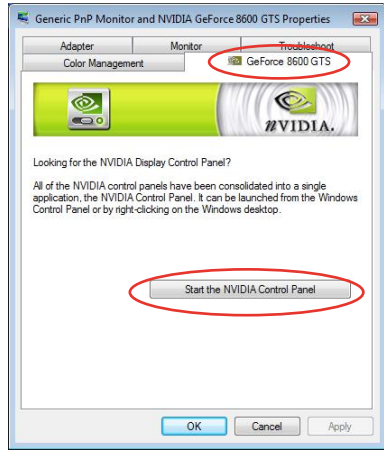 Generic PnP Monitor and NVIDIA GeForce 8600 GTS Properties
Adapter Monitor Troubleshoot
Color Management GeForce 8600 GTS
NVIDIA.
Looking for the NVIDIA Display Control Panel?
All of the NVIDIA control panels have been consolidated into a single
application, the NVIDIA Control Panel. It can be launched from the Windows
Control Panel or by right-clicking on the Windows desktop.
Start the NVIDIA Control Panel
OK Cancel Apply